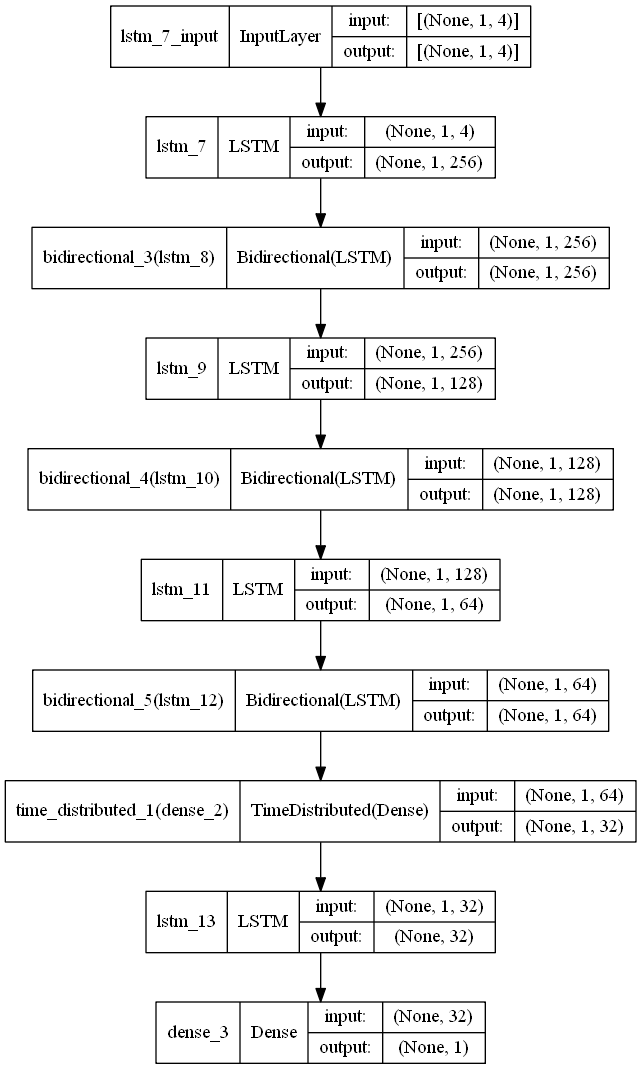 lstm_7_input InputLayer input: [(None, 1, 4)]
output: [(None, 1, 4)]
lstm_7 LSTM input: (None, 1, 4)
output: (None, 1, 256)
bidirectional_3(lstm_8) Bidirectional(LSTM) input: (None, 1, 256)
output: (None, 1, 256)
lstm_9 LSTM input: (None, 1, 256)
output: (None, 1, 128)
bidirectional_4(lstm_10) Bidirectional(LSTM) input: (None, 1, 128)
output: (None, 1, 128)
lstm_11 LSTM input: (None, 1, 128)
output: (None, 1, 64)
bidirectional_5(lstm_12) Bidirectional(LSTM) input: (None, 1, 64)
output: (None, 1, 64)
time_distributed_1(dense_2) TimeDistributed(Dense) input: (None, 1, 64)
output: (None, 1, 32)
lstm_13 LSTM input: (None, 1, 32)
output: (None, 32)
dense_3 Dense input: (None, 32)
output: (None, 1)